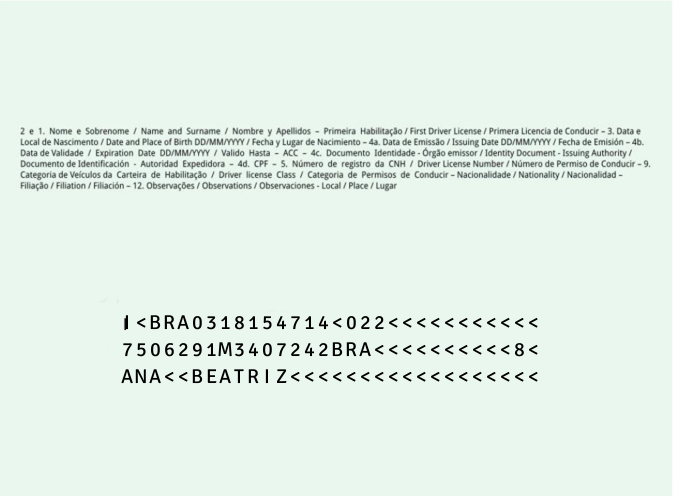 2 e 1. Nome e Sobrenome / Name and Surname / Nombre y Apellidos – Primeira Habilitação / First Driver License / Primera Licencia de Conducir – 3. Data e
Local de Nascimento / Date and Place of Birth DD/MM/YYYY / Fecha y Lugar de Nacimiento – 4a. Data de Emissão / Issuing Date DD/MM/YYYY / Fecha de Emisión – 4b.
Data de Validade / Expiration Date DD/MM/YYYY / Valido Hasta – ACC – 4c. Documento Identidade - Órgão emissor / Identity Document - Issuing Authority /
Documento de Identificación - Autoridad Expedidora – 4d. CPF – 5. Número de registro da CNH / Driver License Number / Número de Permiso de Conducir – 9.
Categoria de Veículos da Carteira de Habilitação / Driver license Class / Categoria de Permisos de Conducir – Nacionalidade / Nationality / Nacionalidad –
Filiação / Filiation / Filiación – 12. Observações / Observations / Observaciones - Local / Place / Lugar
I<BRA0318154714<022<<<<<<<<<<<
7506291M3407242BRA<<<<<<<<<<8<
ANA<<BEATRIZ<<<<<<<<<<<<<<<<<<